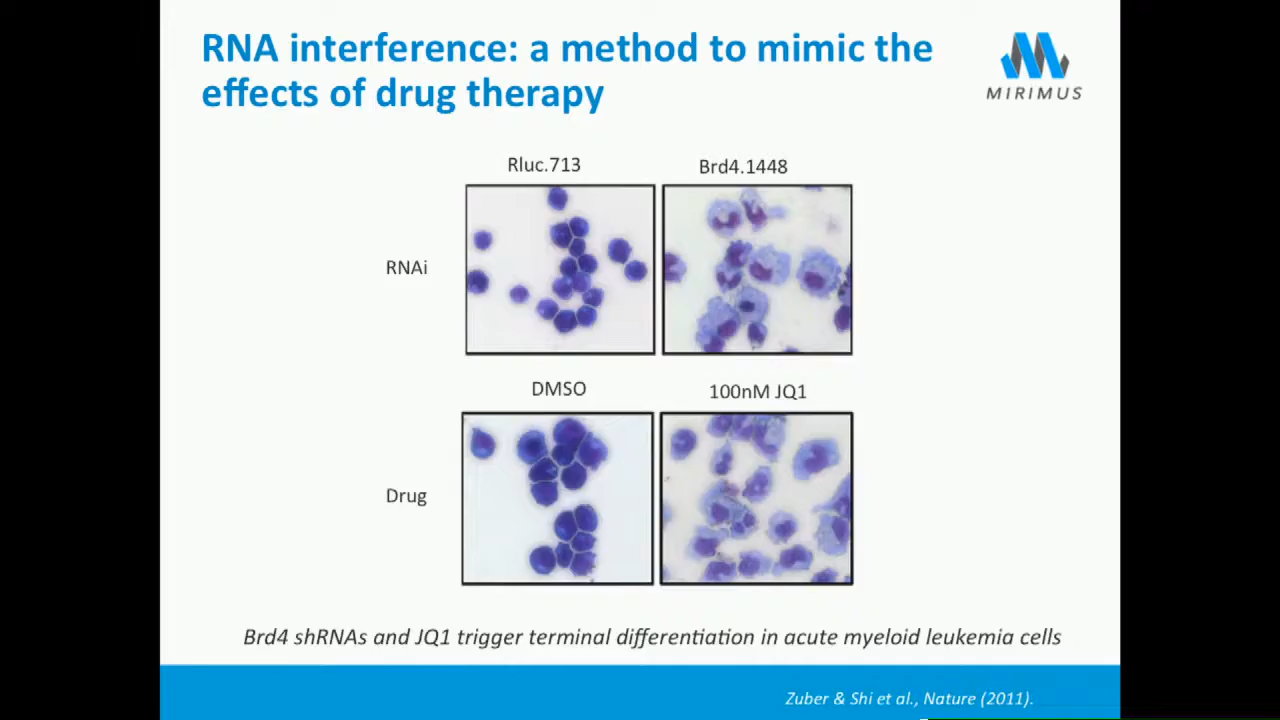 RNA interference: a method to mimic the
effects of drug therapy
MIRIMUS
Rluc.713
Brd4.1448
RNAi
DMSO
100nM JQ1
Drug
Brd4 shRNAs and JQ1 trigger terminal differentiation in acute myeloid leukemia cells
Zuber & Shi et al., Nature (2011).